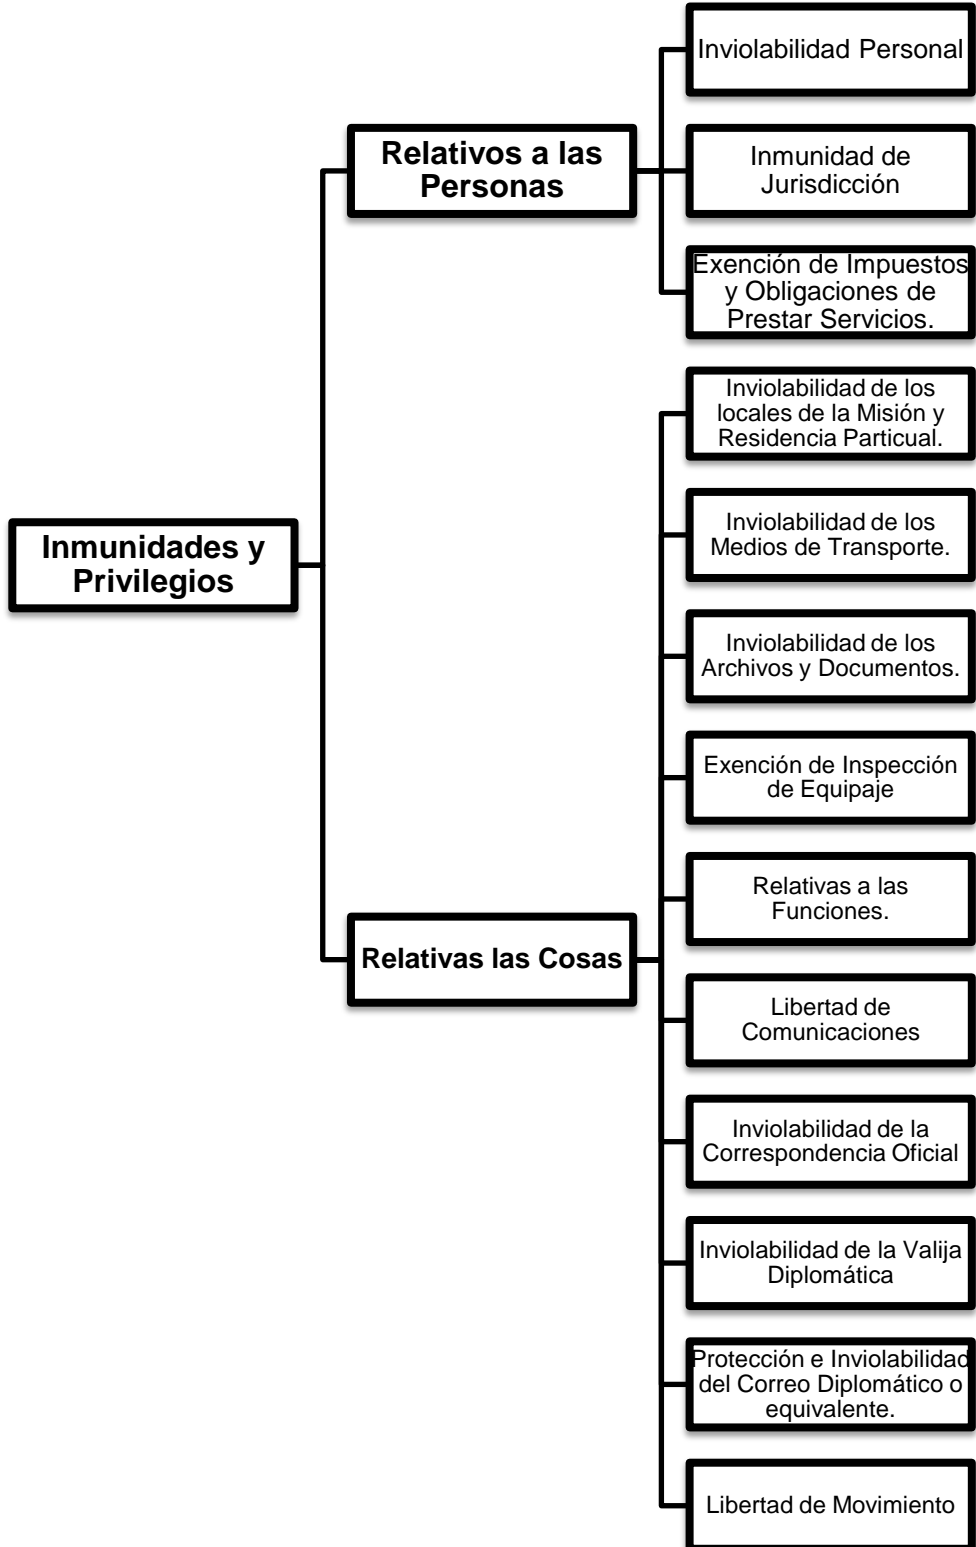 Inmunidades y
Privilegios
Relativos a las
Personas
Inviolabilidad Personal
Inmunidad de
Jurisdicción
Exención de Impuestos
y Obligaciones de
Prestar Servicios.
Relativas las Cosas
Inviolabilidad de los
locales de la Misión y
Residencia Particual.
Inviolabilidad de los
Medios de Transporte.
Inviolabilidad de los
Archivos y Documentos.
Exención de Inspección
de Equipaje
Relativas a las
Funciones.
Libertad de
Comunicaciones
Inviolabilidad de la
Correspondencia Oficial
Inviolabilidad de la Valija
Diplomática
Protección e Inviolabilidad
del Correo Diplomático o
equivalente.
Libertad de Movimiento